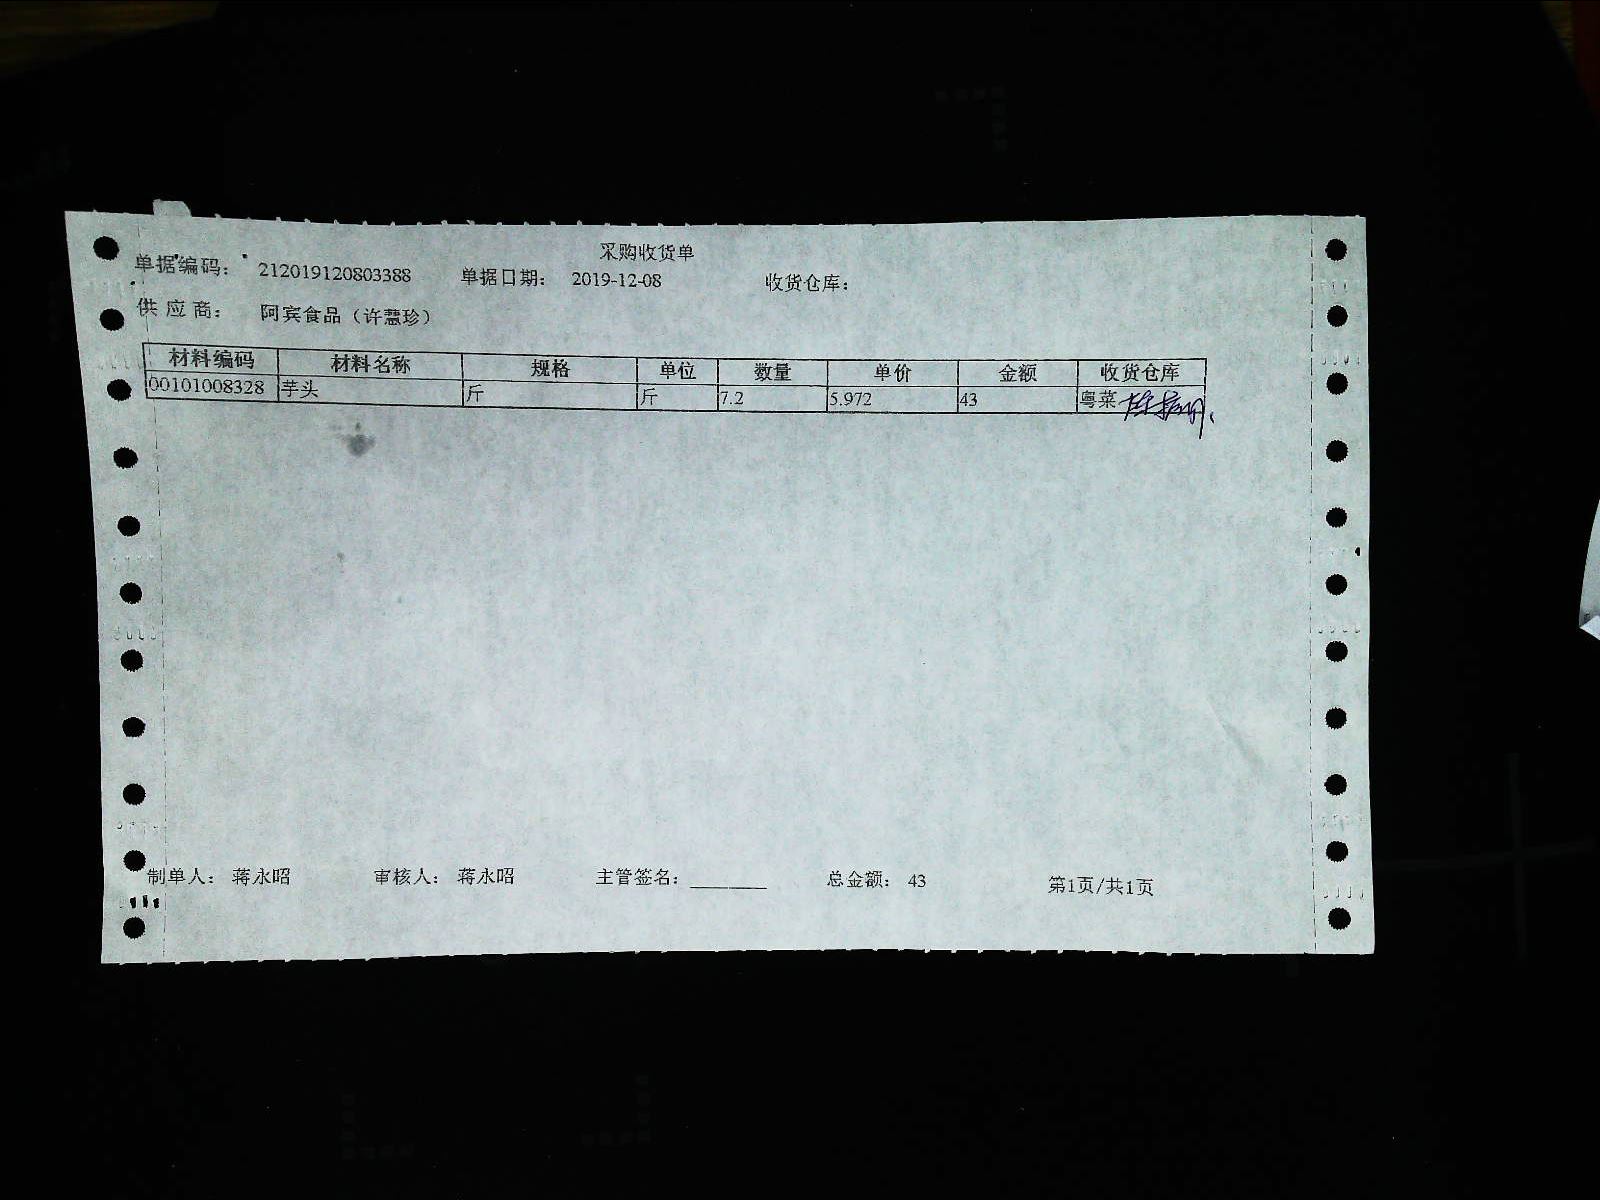 采购收货单
单据编码： 212019120803388 单据日期： 2019-12-08 收货仓库：
供应商： 阿宾食品（许慧珍）
材料编码 材料名称 规格 单位 数量 单价 金额 收货仓库
00101008328 芋头 斤 斤 7.2 5.972 43 粤菜
制单人： 蒋永昭 审核人： 蒋永昭 主管签名：________ 总金额： 43 第1页/共1页